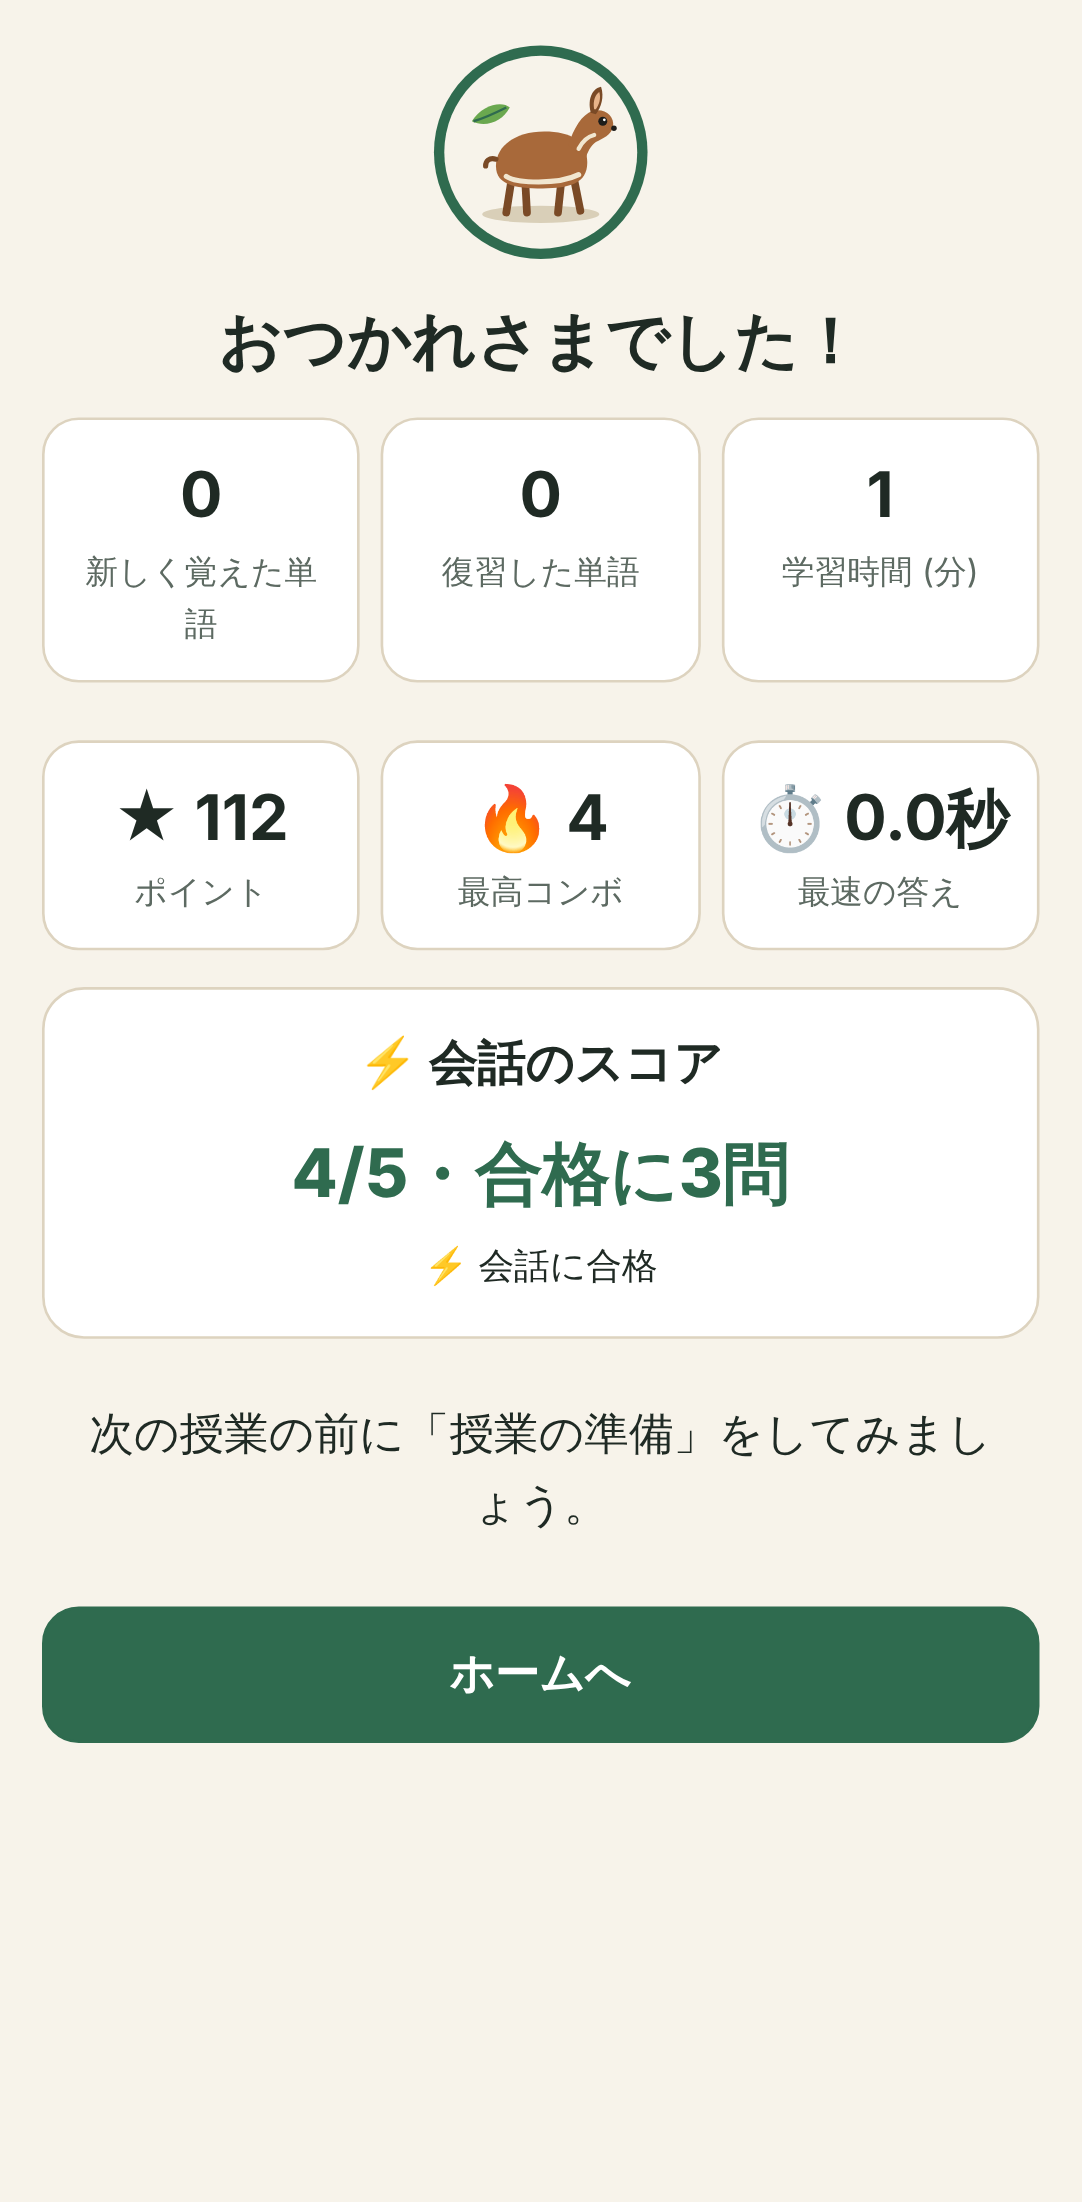 おつかれさまでした！
0
新しく覚えた単
語
0
復習した単語
1
学習時間 (分)
★ 112
ポイント
🔥 4
最高コンボ
⏱️ 0.0秒
最速の答え
⚡ 会話のスコア
4/5・合格に3問
⚡ 会話に合格
次の授業の前に「授業の準備」をしてみまし
ょう。
ホームへ